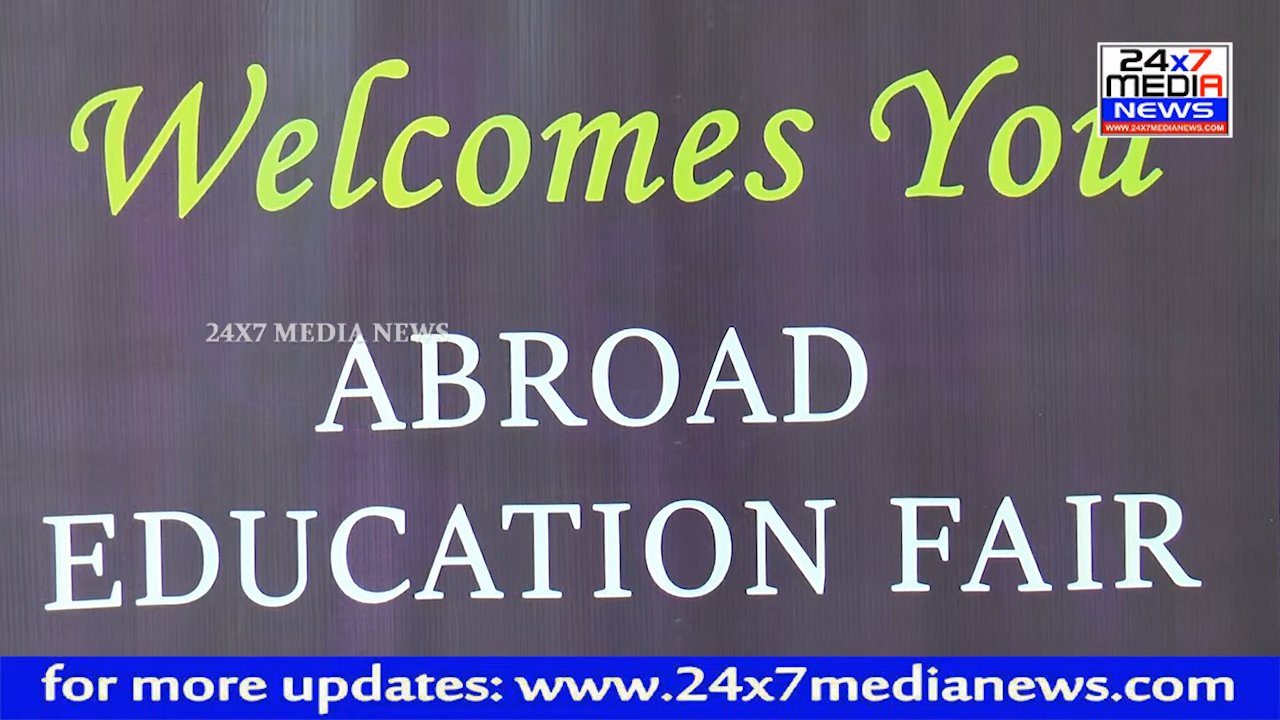 Welcomes You
24x7
MEDIA
NEWS
WWW.24X7MEDIANEWS.COM
24X7 MEDIA NEWS
ABROAD
EDUCATION FAIR
for more updates: www.24x7medianews.com